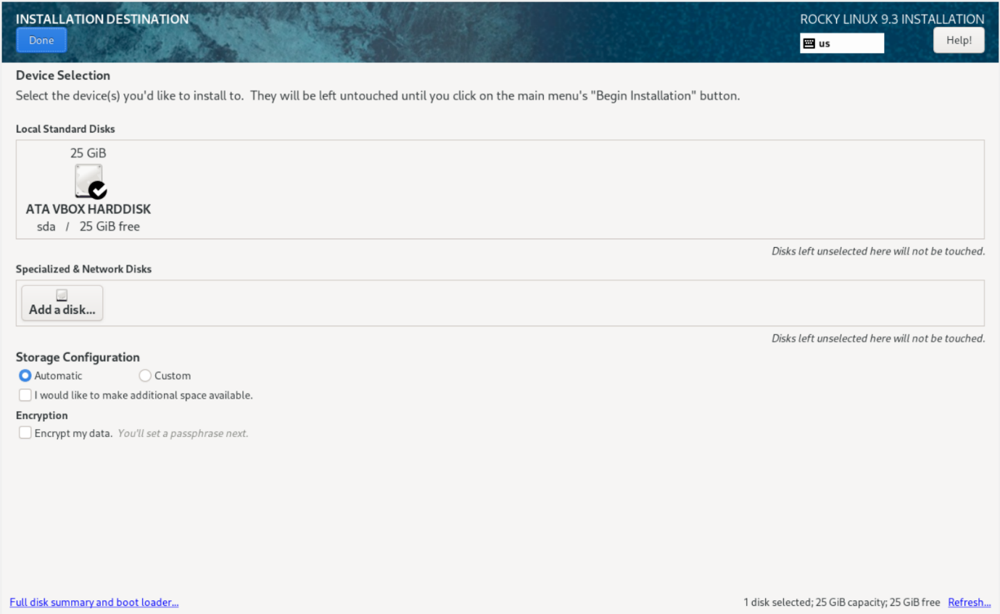 INSTALLATION DESTINATION
ROCKY LINUX 9.3 INSTALLATION
Done
us
Help!
Device Selection
Select the device(s) you'd like to install to.  They will be left untouched until you click on the main menu's "Begin Installation" button.
Local Standard Disks
25 GiB
ATA VBOX HARDDISK
sda / 25 GiB free
Disks left unselected here will not be touched.
Specialized & Network Disks
Add a disk...
Disks left unselected here will not be touched.
Storage Configuration
Automatic Custom
I would like to make additional space available.
Encryption
Encrypt my data. You'll set a passphrase next.
Full disk summary and boot loader...
1 disk selected; 25 GiB capacity; 25 GiB free Refresh...